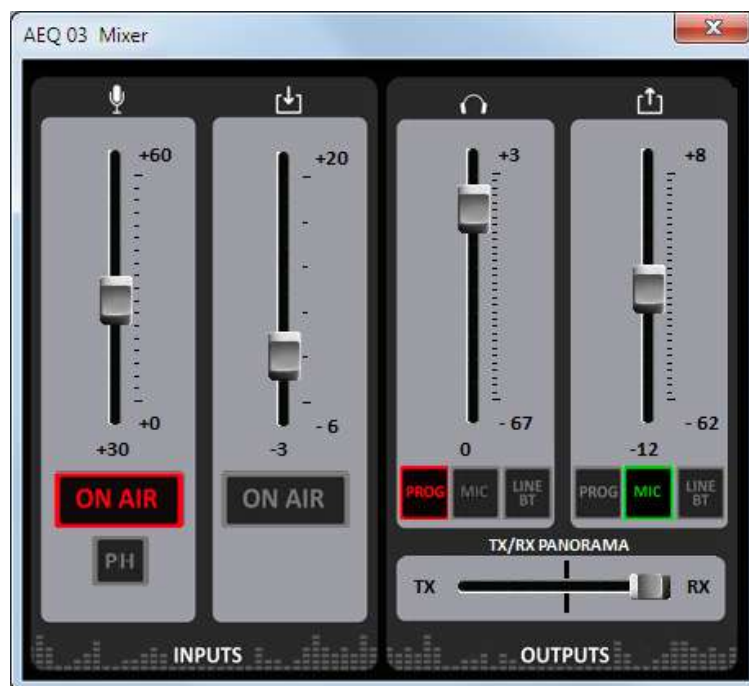 AEQ 03 Mixer
+60
+0
+30
ON AIR
PH
+20
- 6
-3
ON AIR
INPUTS
+3
- 67
0
PROG
MIC
LINE
BT
+8
- 62
-12
PROG
MIC
LINE
BT
TX/RX PANORAMA
TX
RX
OUTPUTS